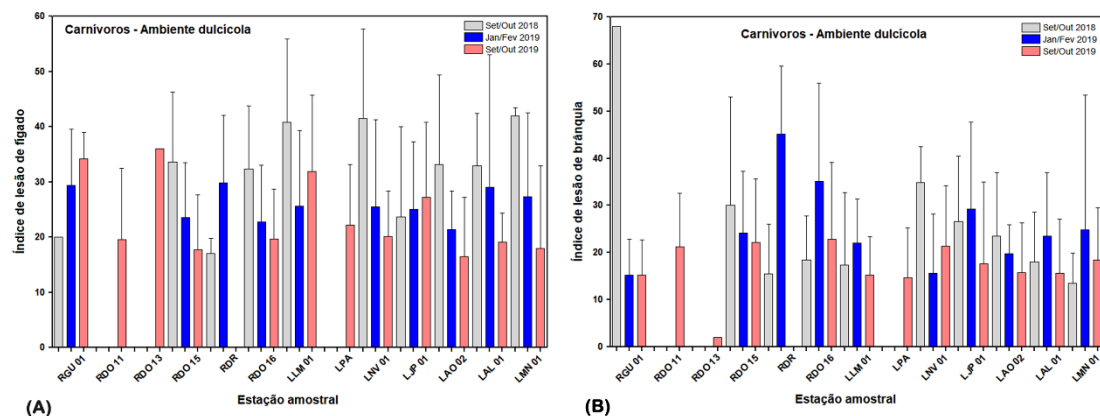 Carnívoros - Ambiente dulcícola
Set/Out 2018
Jan/Fev 2019
Set/Out 2019
Índice de lesão de fígado
60
50
40
30
20
10
0
RGU 01
RDO 11
RDO 13
RDO 15
RDR
RDO 16
LLM 01
LPA
LNV 01
LJP 01
LAO 02
LAL 01
LMN 01
Estação amostral
(A)
Carnívoros - Ambiente dulcícola
Set/Out 2018
Jan/Fev 2019
Set/Out 2019
Índice de lesão de brânquia
70
60
50
40
30
20
10
0
RGU 01
RDO 11
RDO 13
RDO 15
RDR
RDO 16
LLM 01
LPA
LNV 01
LJP 01
LAO 02
LAL 01
LMN 01
Estação amostral
(B)